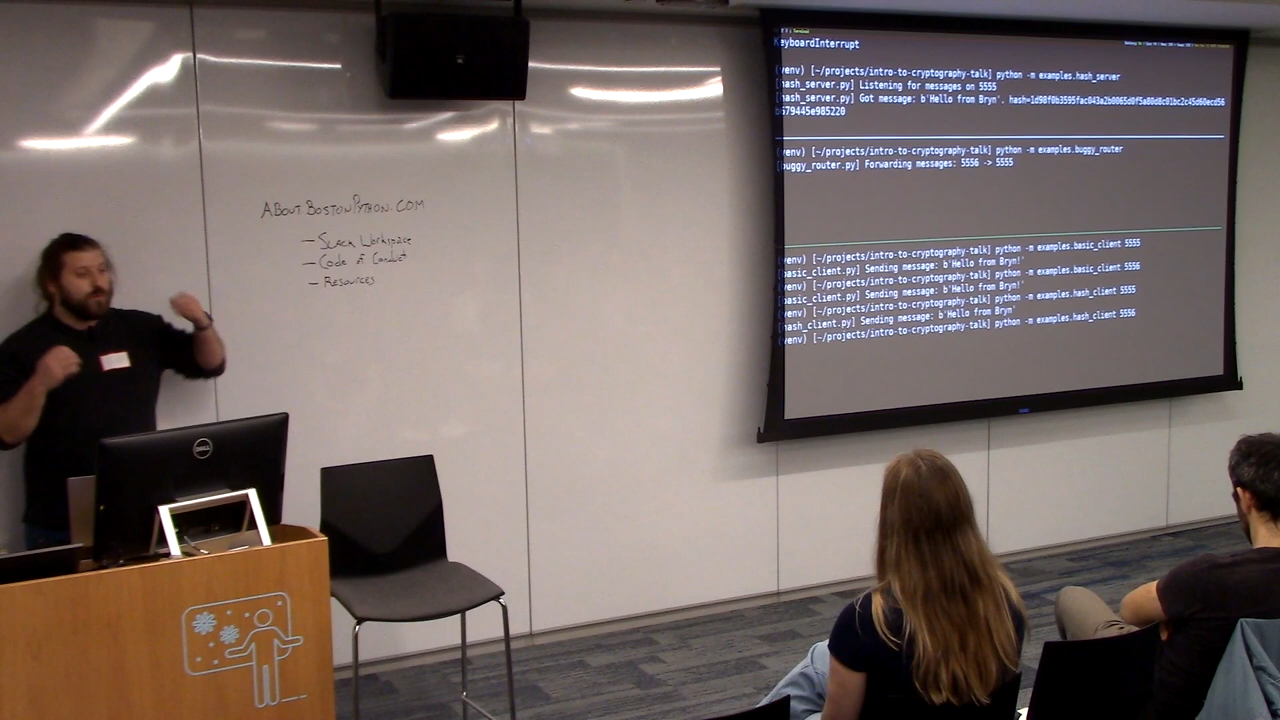 KeyboardInterrupt
(venv) [~/projects/intro-to-cryptography-talk] python -m examples.hash_server
[hash_server.py] Listening for messages on 5555
[hash_server.py] Got message: b'Hello from Bryn'. hash=1d98f0b3595fac043a2b0065d0f5a80d8c01bc2c45d60ecd56
b679445e985220
(venv) [~/projects/intro-to-cryptography-talk] python -m examples.buggy_router
[buggy_router.py] Forwarding messages: 5556 -> 5555
(venv) [~/projects/intro-to-cryptography-talk] python -m examples.basic_client 5555
[basic_client.py] Sending message: b'Hello from Bryn!'
(venv) [~/projects/intro-to-cryptography-talk] python -m examples.basic_client 5556
[basic_client.py] Sending message: b'Hello from Bryn!'
(venv) [~/projects/intro-to-cryptography-talk] python -m examples.hash_client 5555
[hash_client.py] Sending message: b'Hello from Bryn'
(venv) [~/projects/intro-to-cryptography-talk] python -m examples.hash_client 5556
(venv) [~/projects/intro-to-cryptography-talk]
ABOUT.BOSTONPYTHON.COM
- SLACK WORKSPACE
- CODE OF CONDUCT
- RESOURCES
DELL